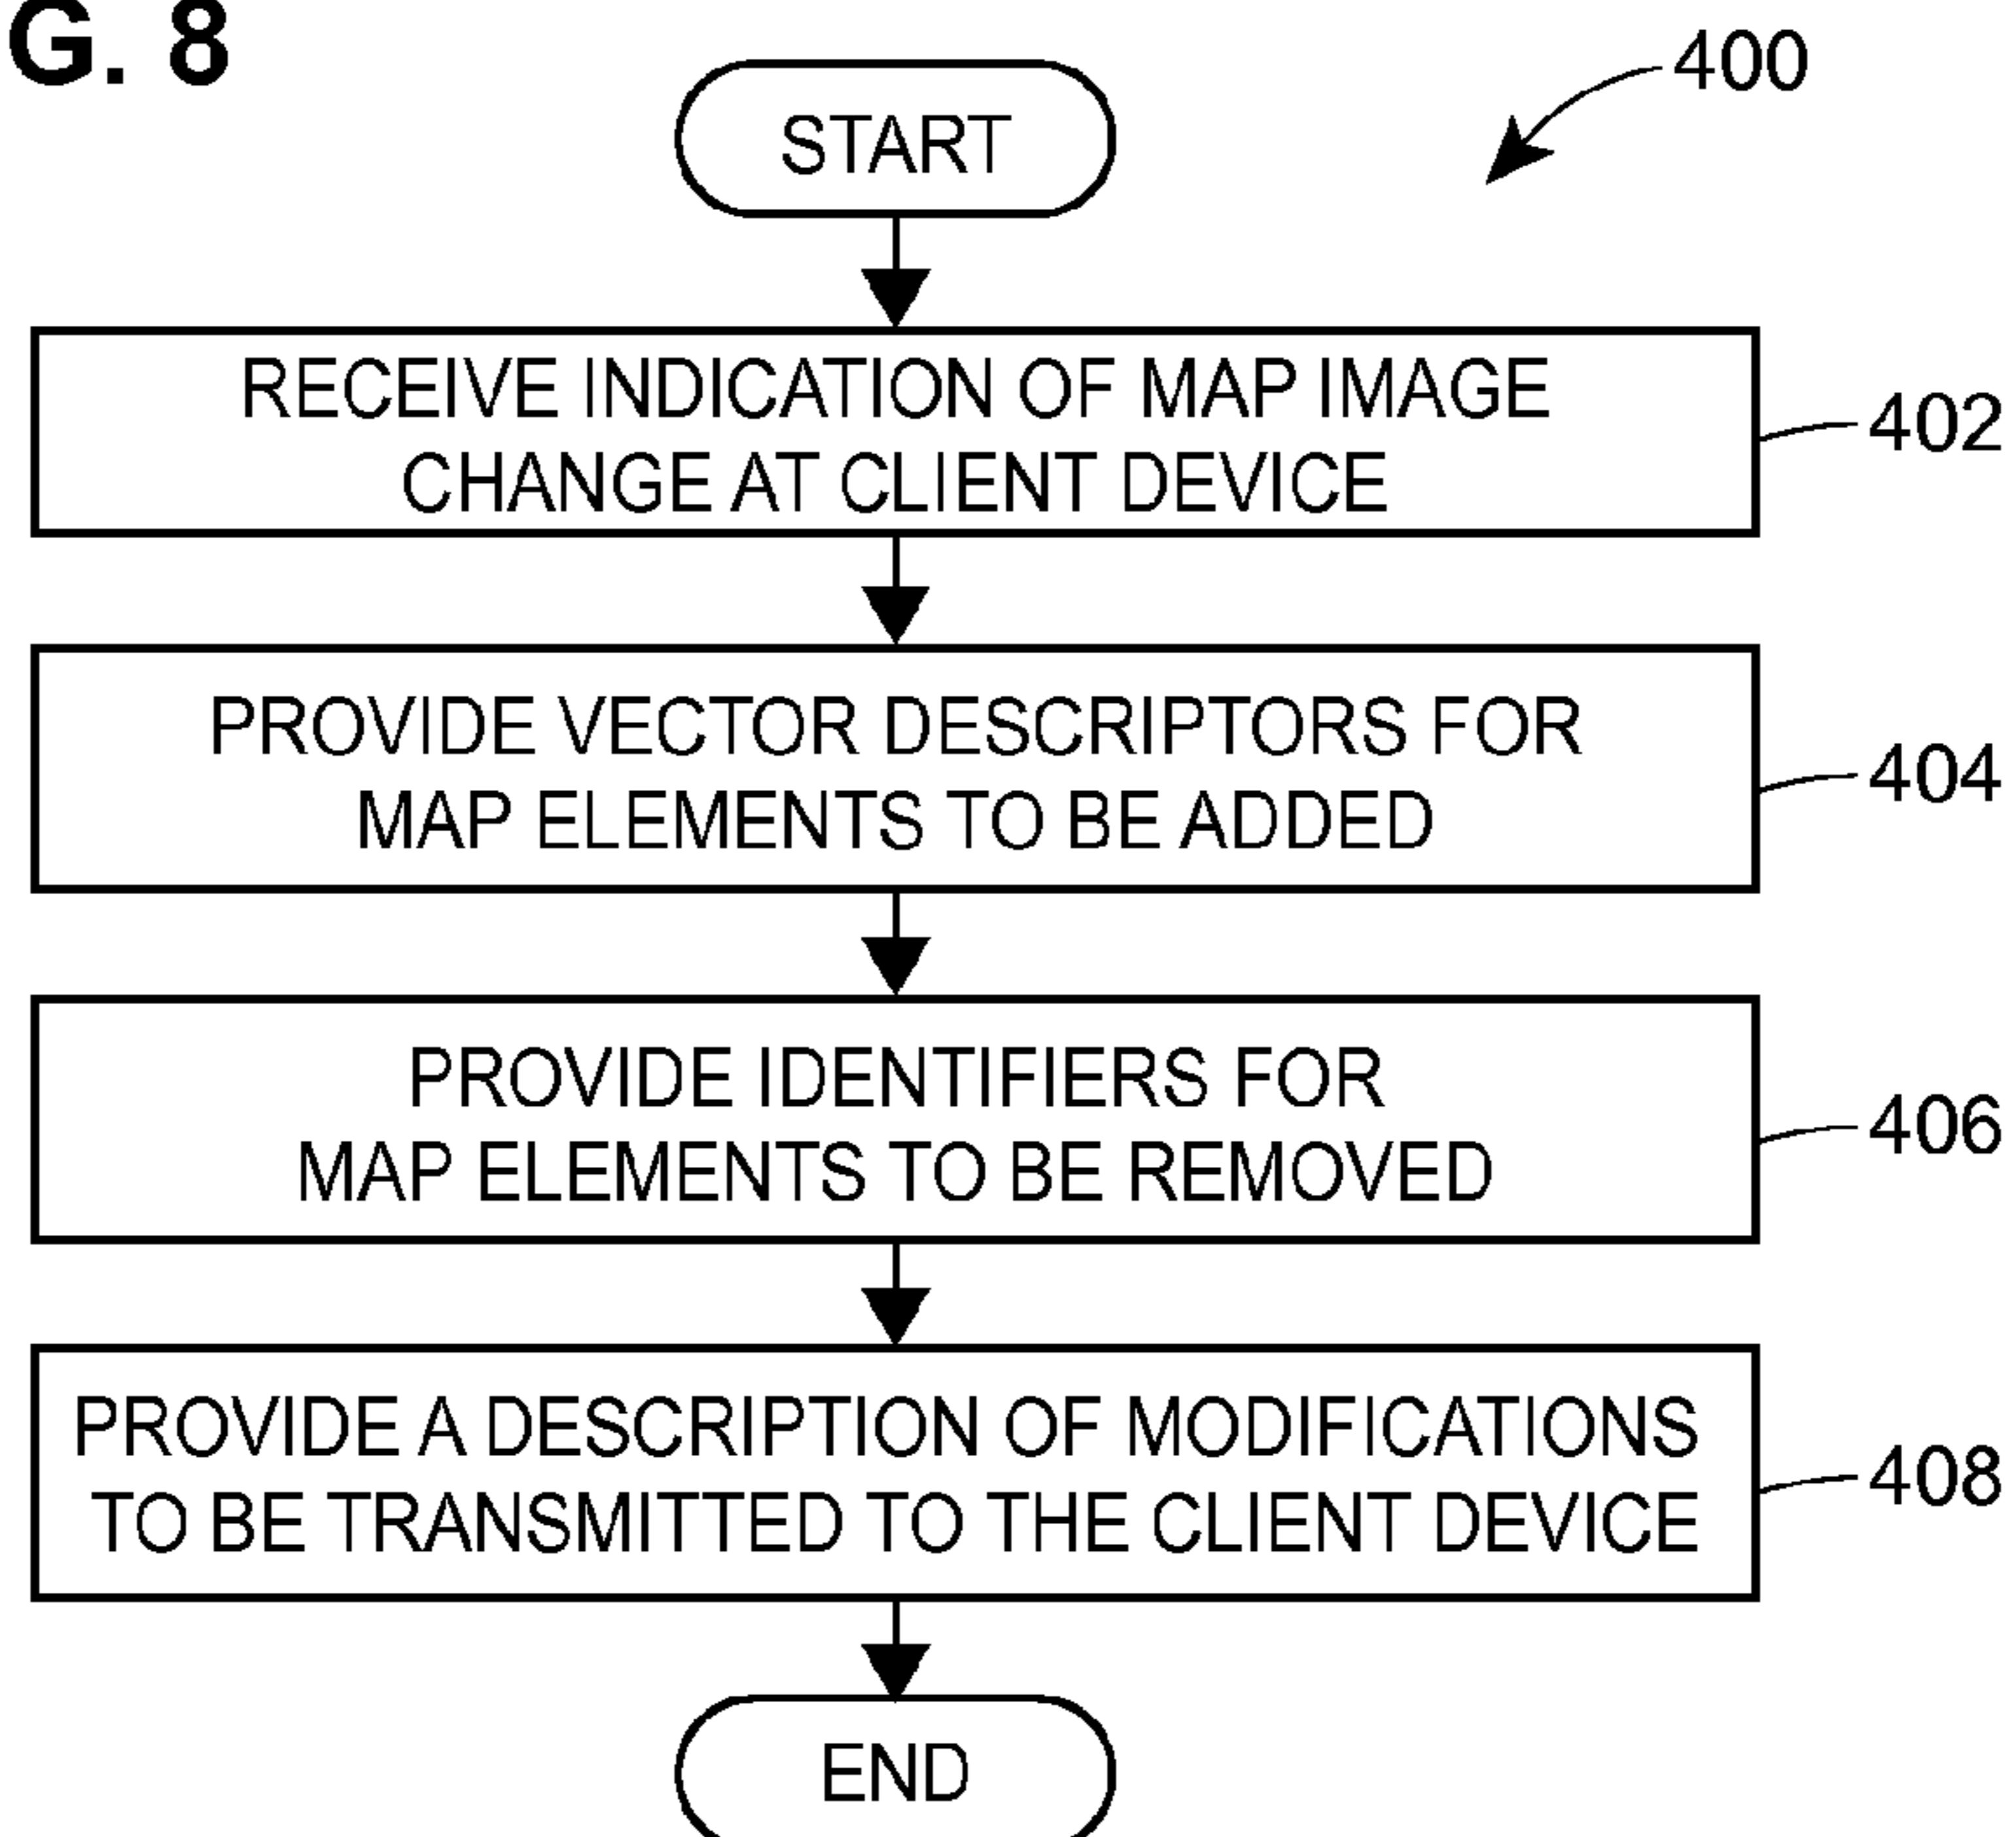 G. 8
400
START
RECEIVE INDICATION OF MAP IMAGE
CHANGE AT CLIENT DEVICE
402
PROVIDE VECTOR DESCRIPTORS FOR
MAP ELEMENTS TO BE ADDED
404
PROVIDE IDENTIFIERS FOR
MAP ELEMENTS TO BE REMOVED
406
PROVIDE A DESCRIPTION OF MODIFICATIONS
TO BE TRANSMITTED TO THE CLIENT DEVICE
408
END